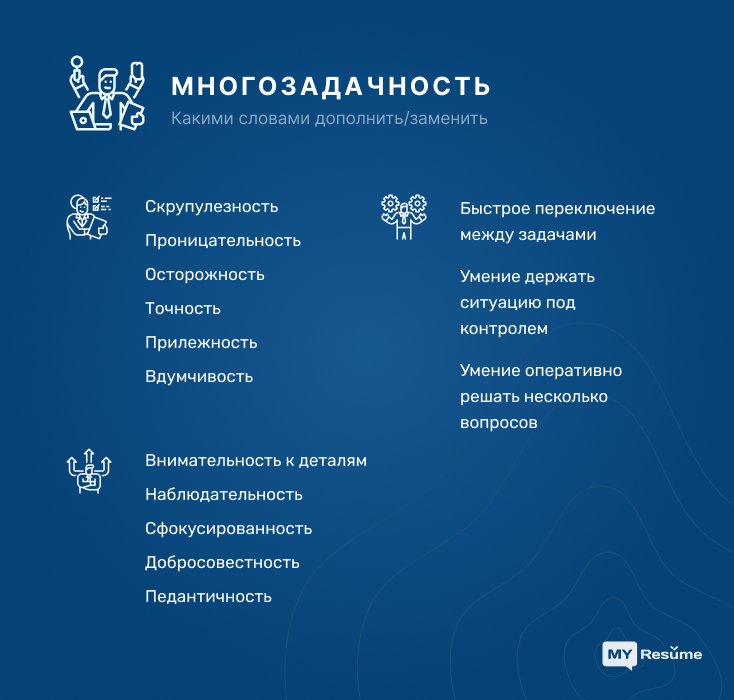 МНОГОЗАДАЧНОСТЬ
Какими словами дополнить/заменить
Скрупулезность
Проницательность
Осторожность
Точность
Прилежность
Вдумчивость
Быстрое переключение
между задачами
Умение держать
ситуацию под
контролем
Умение оперативно
решать несколько
вопросов
Внимательность к деталям
Наблюдательность
Сфокусированность
Добросовестность
Педантичность
MY Resume